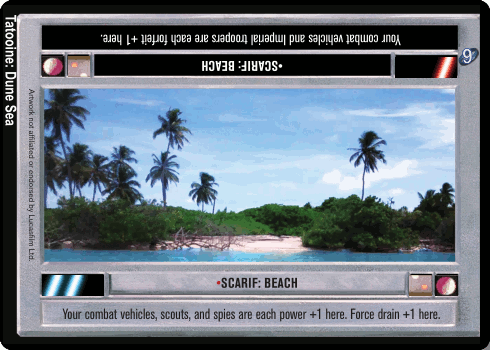 Your combat vehicles and Imperial troopers are each forfeit +1 here.
•SCARIF: BEACH
9
Tatooine: Dune Sea
Artwork not affiliated or endorsed by Lucasfilm Ltd.
•SCARIF: BEACH
Your combat vehicles, scouts, and spies are each power +1 here. Force drain +1 here.